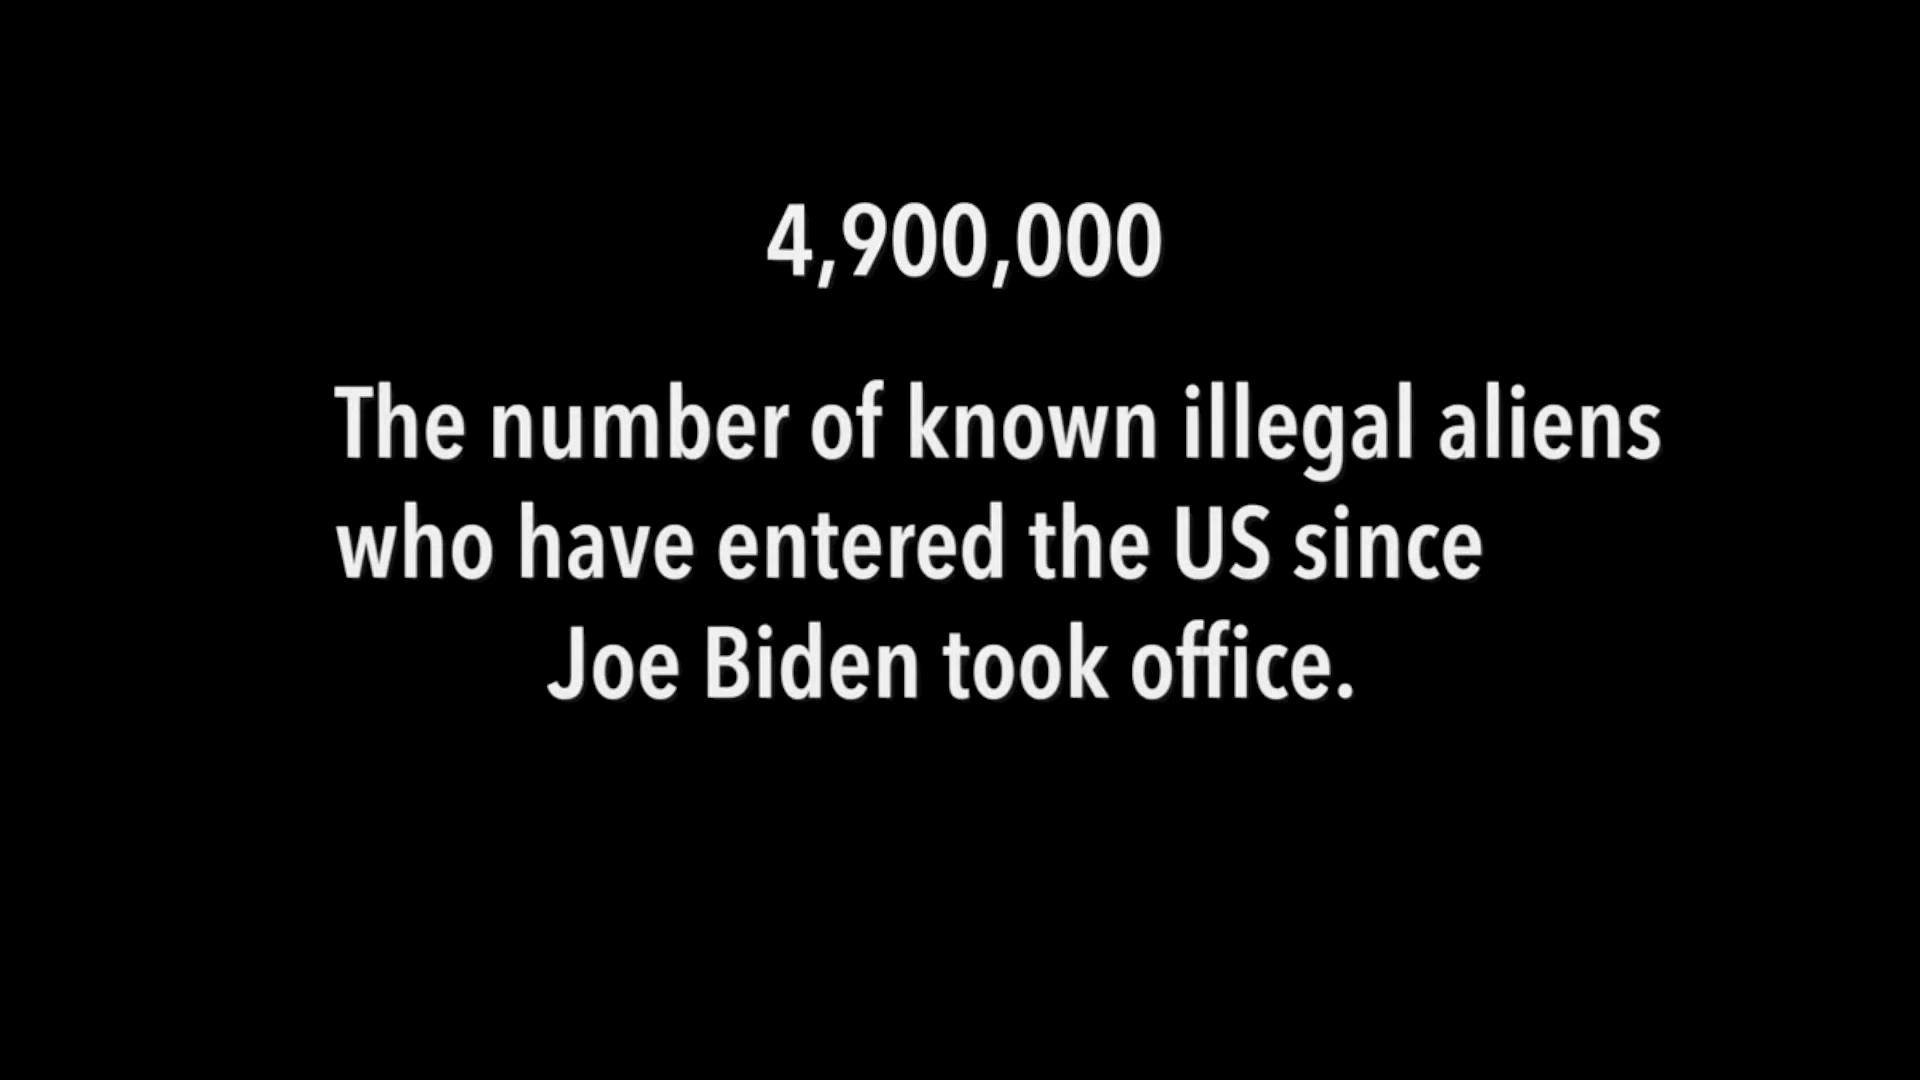 4,900,000
The number of known illegal aliens
who have entered the US since
Joe Biden took office.